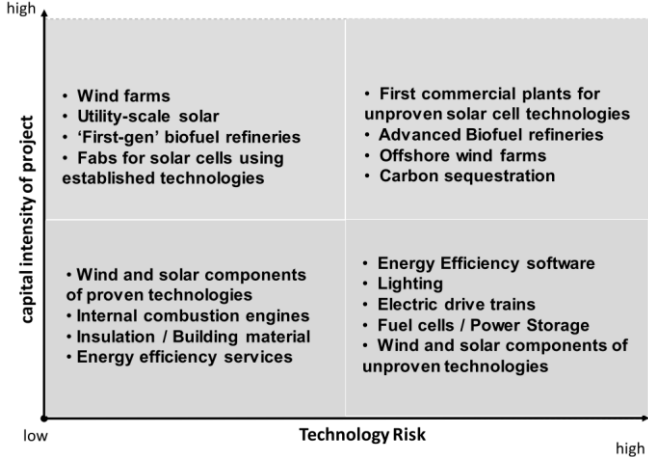 high
capital intensity of project
• Wind farms
• Utility-scale solar
• ‘First-gen’ biofuel refineries
• Fabs for solar cells using
established technologies
• First commercial plants for
unproven solar cell technologies
• Advanced Biofuel refineries
• Offshore wind farms
• Carbon sequestration
• Wind and solar components
of proven technologies
• Internal combustion engines
• Insulation / Building material
• Energy efficiency services
• Energy Efficiency software
• Lighting
• Electric drive trains
• Fuel cells / Power Storage
• Wind and solar components of
unproven technologies
low
Technology Risk
high